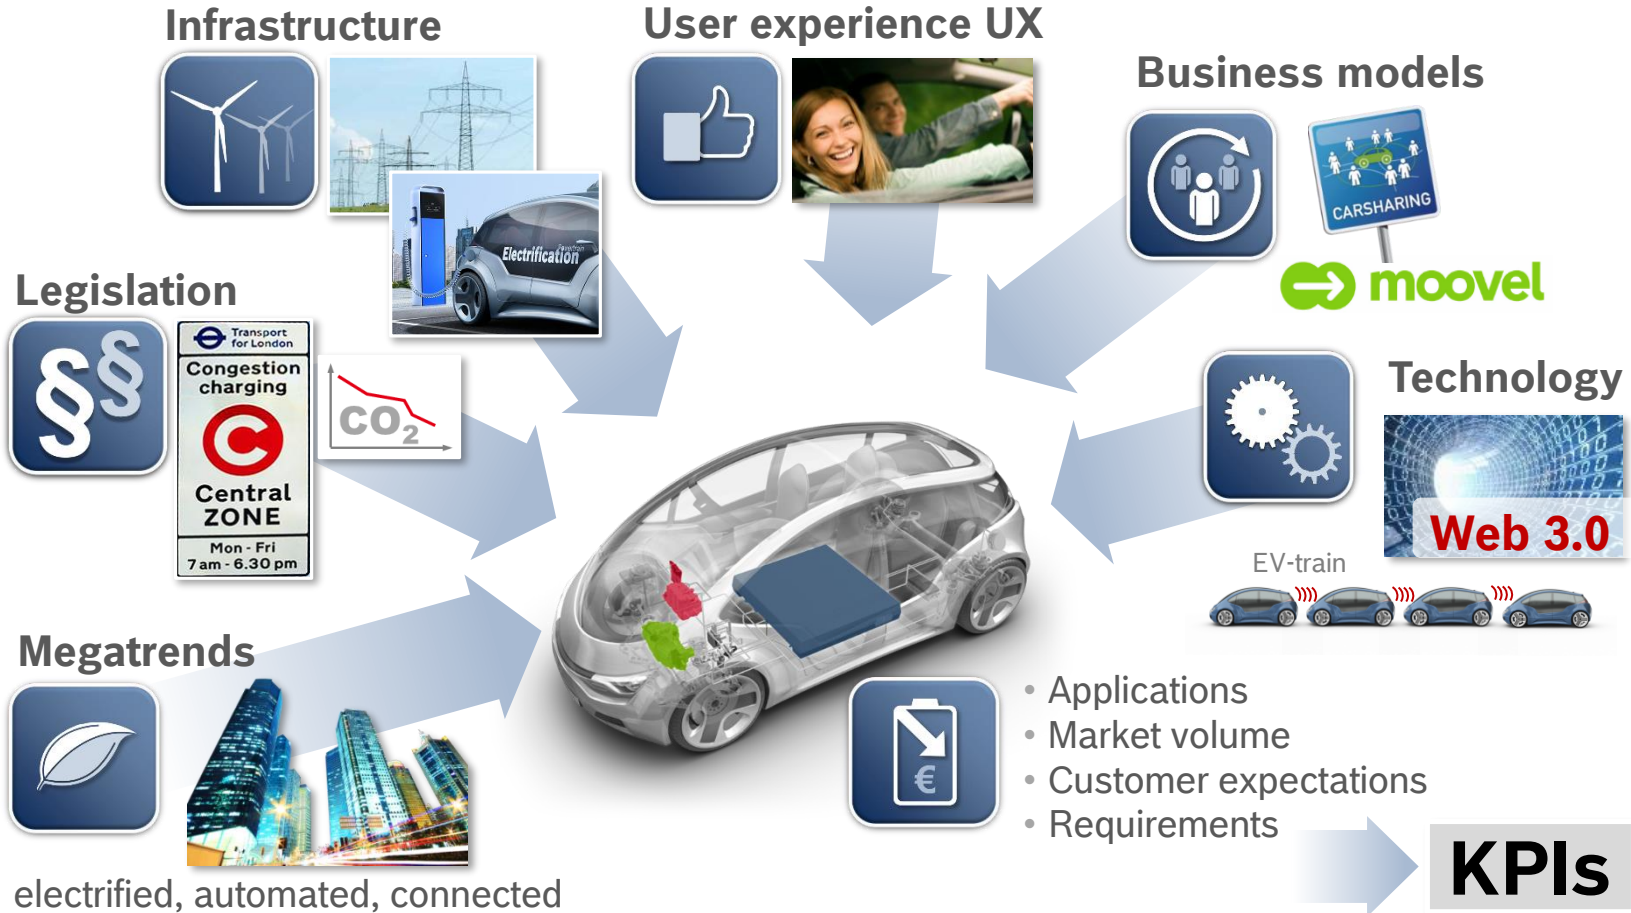 Infrastructure
User experience UX
Business models
Electrification
CARSHARING
moovel
Legislation
§§
Transport
for London
Congestion
charging
C
Central
ZONE
Mon - Fri
7am - 6.30 pm
CO2
Technology
Web 3.0
EV-train
Megatrends
electrified, automated, connected
€
• Applications
• Market volume
• Customer expectations
• Requirements
KPIs